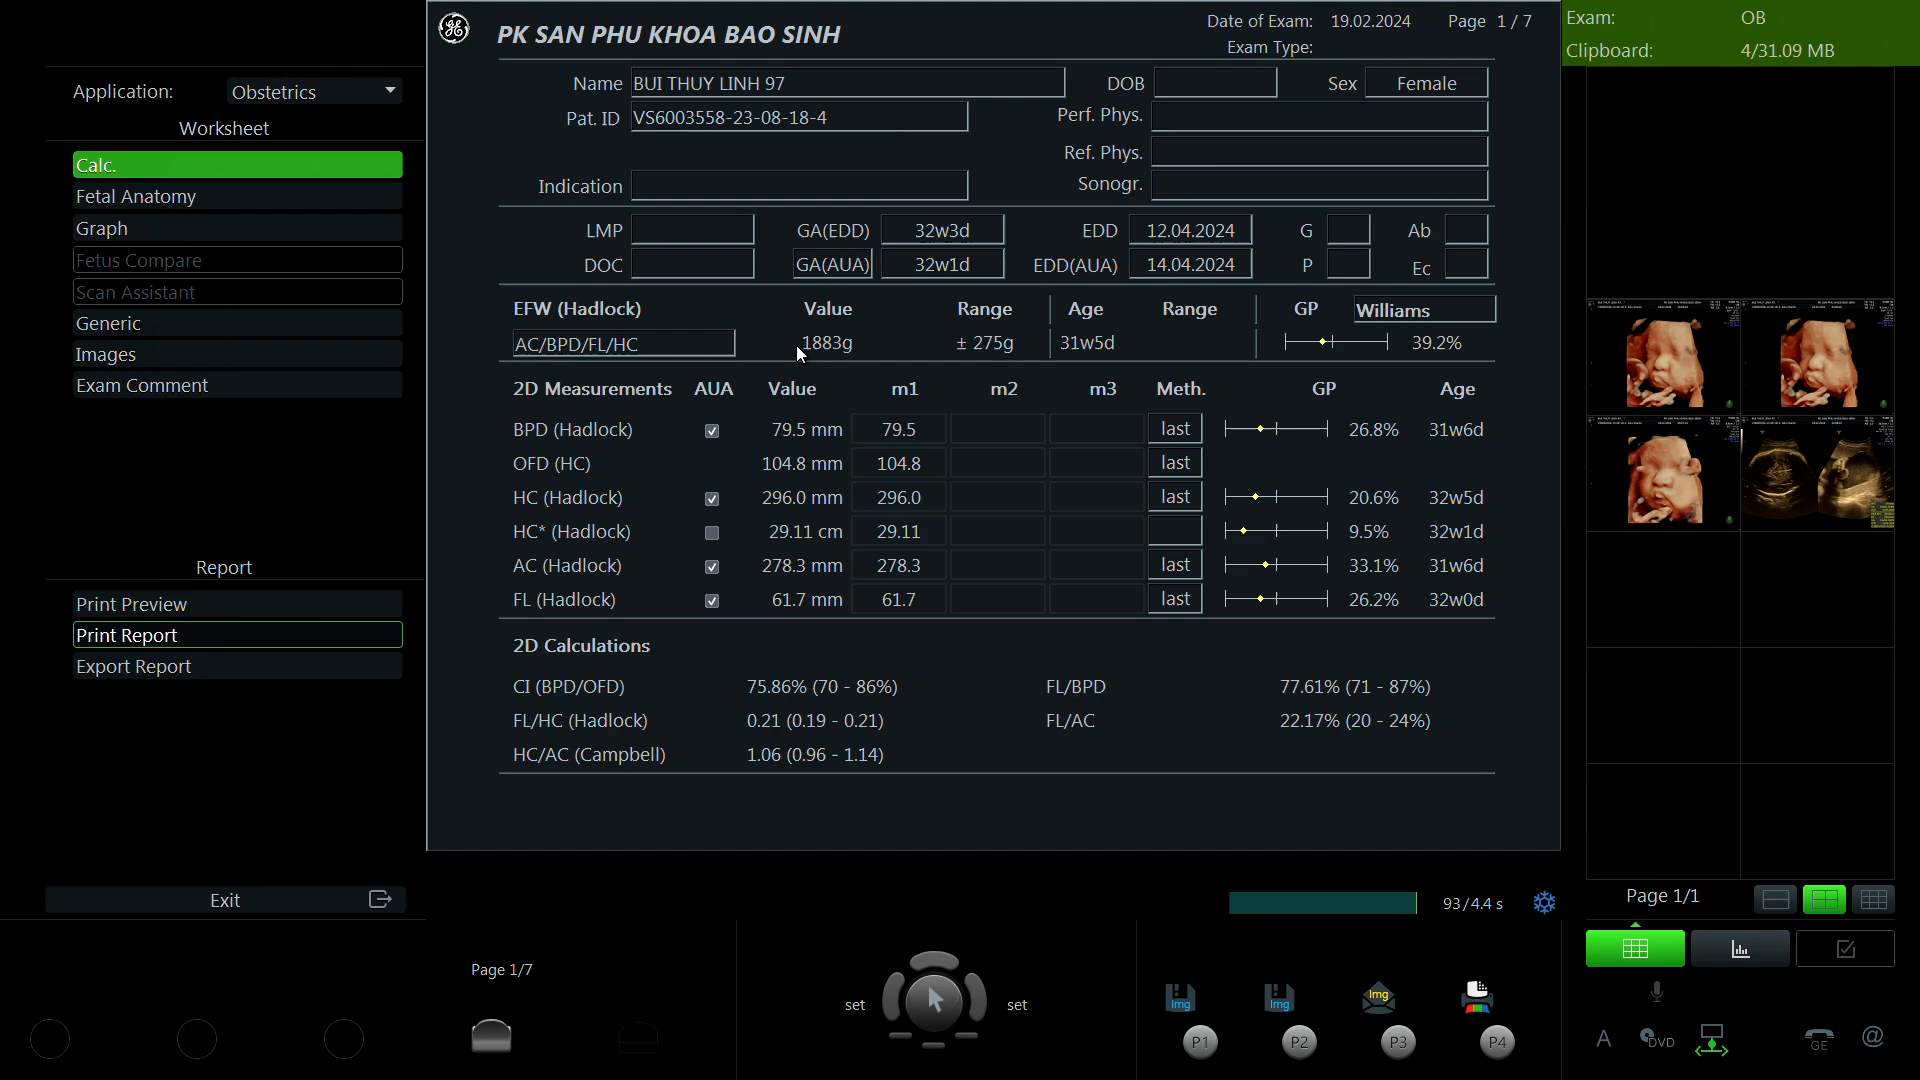 PK SAN PHU KHOA BAO SINH
Date of Exam: 19.02.2024 Page 1 / 7
Exam Type:
Name BUI THUY LINH 97 DOB Sex Female
Pat. ID VS6003558-23-08-18-4 Perf. Phys.
Ref. Phys.
Indication Sonogr.
LMP GA(EDD) 32w3d EDD 12.04.2024 G Ab
DOC GA(AUA) 32w1d EDD(AUA) 14.04.2024 P Ec
EFW (Hadlock) Value Range Age Range GP Williams
AC/BPD/FL/HC 1883g ± 275g 31w5d 39.2%
2D Measurements AUA Value m1 m2 m3 Meth. GP Age
BPD (Hadlock) 79.5 mm 79.5 last 26.8% 31w6d
OFD (HC) 104.8 mm 104.8 last
HC (Hadlock) 296.0 mm 296.0 last 20.6% 32w5d
HC* (Hadlock) 29.11 cm 29.11 9.5% 32w1d
AC (Hadlock) 278.3 mm 278.3 last 33.1% 31w6d
FL (Hadlock) 61.7 mm 61.7 last 26.2% 32w0d
2D Calculations
CI (BPD/OFD) 75.86% (70 - 86%) FL/BPD 77.61% (71 - 87%)
FL/HC (Hadlock) 0.21 (0.19 - 0.21) FL/AC 22.17% (20 - 24%)
HC/AC (Campbell) 1.06 (0.96 - 1.14)
Application: Obstetrics
Worksheet
Calc.
Fetal Anatomy
Graph
Fetus Compare
Scan Assistant
Generic
Images
Exam Comment
Report
Print Preview
Print Report
Export Report
Exit
Exam: OB
Clipboard: 4/31.09 MB
Page 1/1
93/4.4 s
Page 1/7
set set
Img Img Img
P1 P2 P3 P4
A DVD GE @